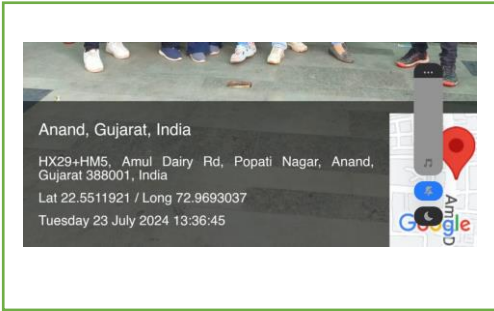 Anand, Gujarat, India
HX29+HM5, Amul Dairy Rd, Popati Nagar, Anand,
Gujarat 388001, India
Lat 22.5511921 / Long 72.9693037
Tuesday 23 July 2024 13:36:45
Google